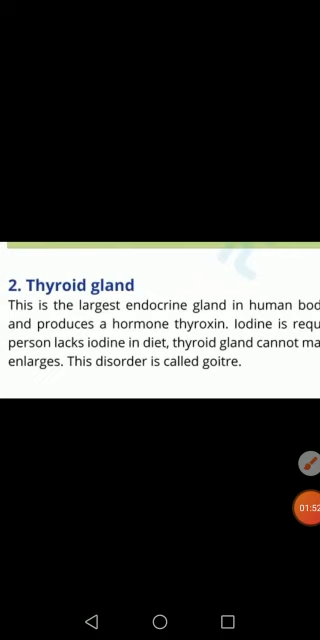 2. Thyroid gland
This is the largest endocrine gland in human bod
and produces a hormone thyroxin. Iodine is requ
person lacks iodine in diet, thyroid gland cannot ma
enlarges. This disorder is called goitre.
01:52